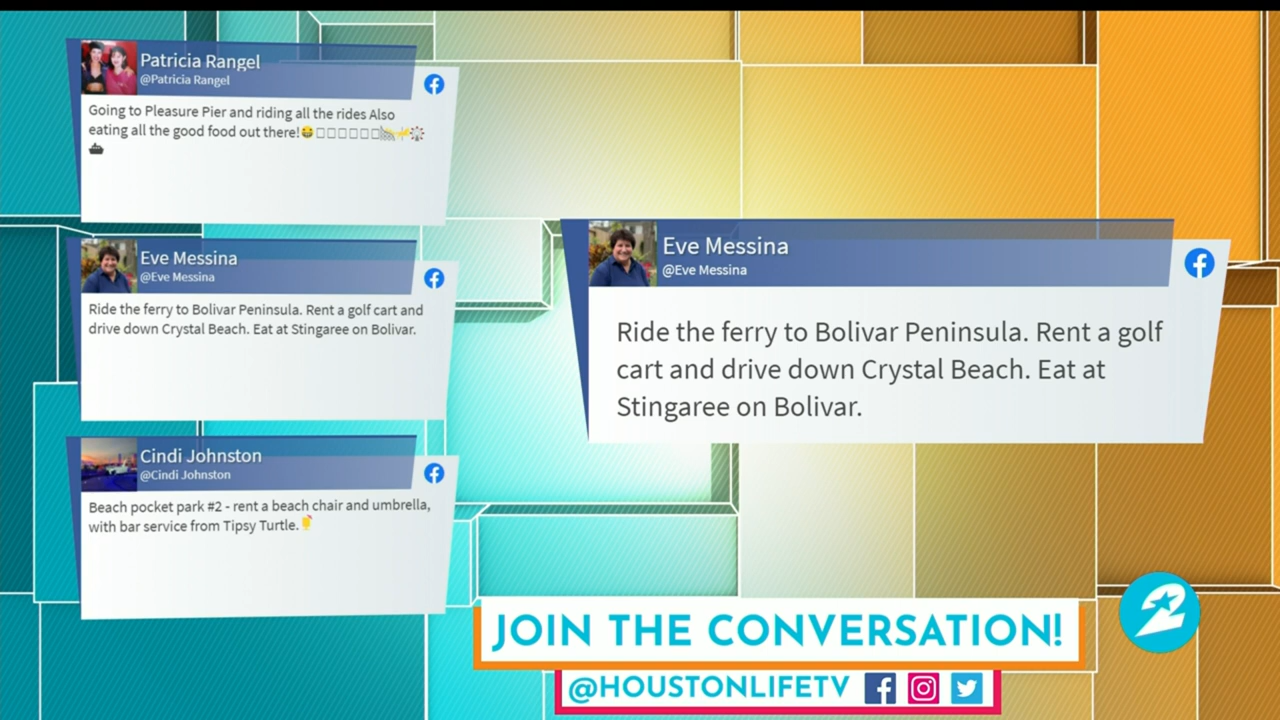 Patricia Rangel
@Patricia Rangel
Going to Pleasure Pier and riding all the rides Also
eating all the good food out there!😂□□□□□□🎢🎡
Eve Messina
@Eve Messina
Ride the ferry to Bolivar Peninsula. Rent a golf cart and
drive down Crystal Beach. Eat at Stingaree on Bolivar.
Cindi Johnston
@Cindi Johnston
Beach pocket park #2 - rent a beach chair and umbrella,
with bar service from Tipsy Turtle.
Eve Messina
@Eve Messina
Ride the ferry to Bolivar Peninsula. Rent a golf
cart and drive down Crystal Beach. Eat at
Stingaree on Bolivar.
JOIN THE CONVERSATION!
@HOUSTONLIFETV
2